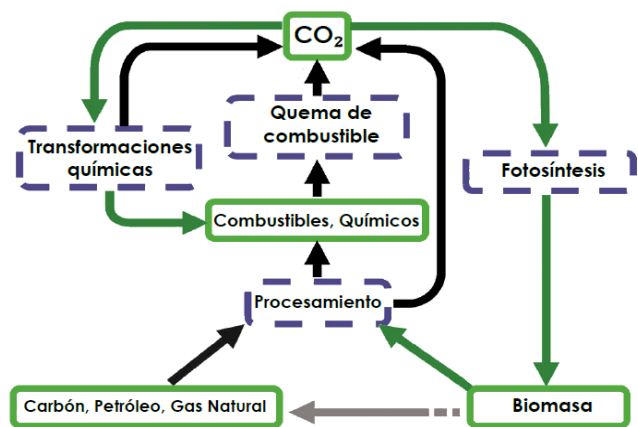 CO₂
Quema de
combustible
Transformaciones
químicas
Fotosíntesis
Combustibles, Químicos
Procesamiento
Carbón, Petróleo, Gas Natural
Biomasa